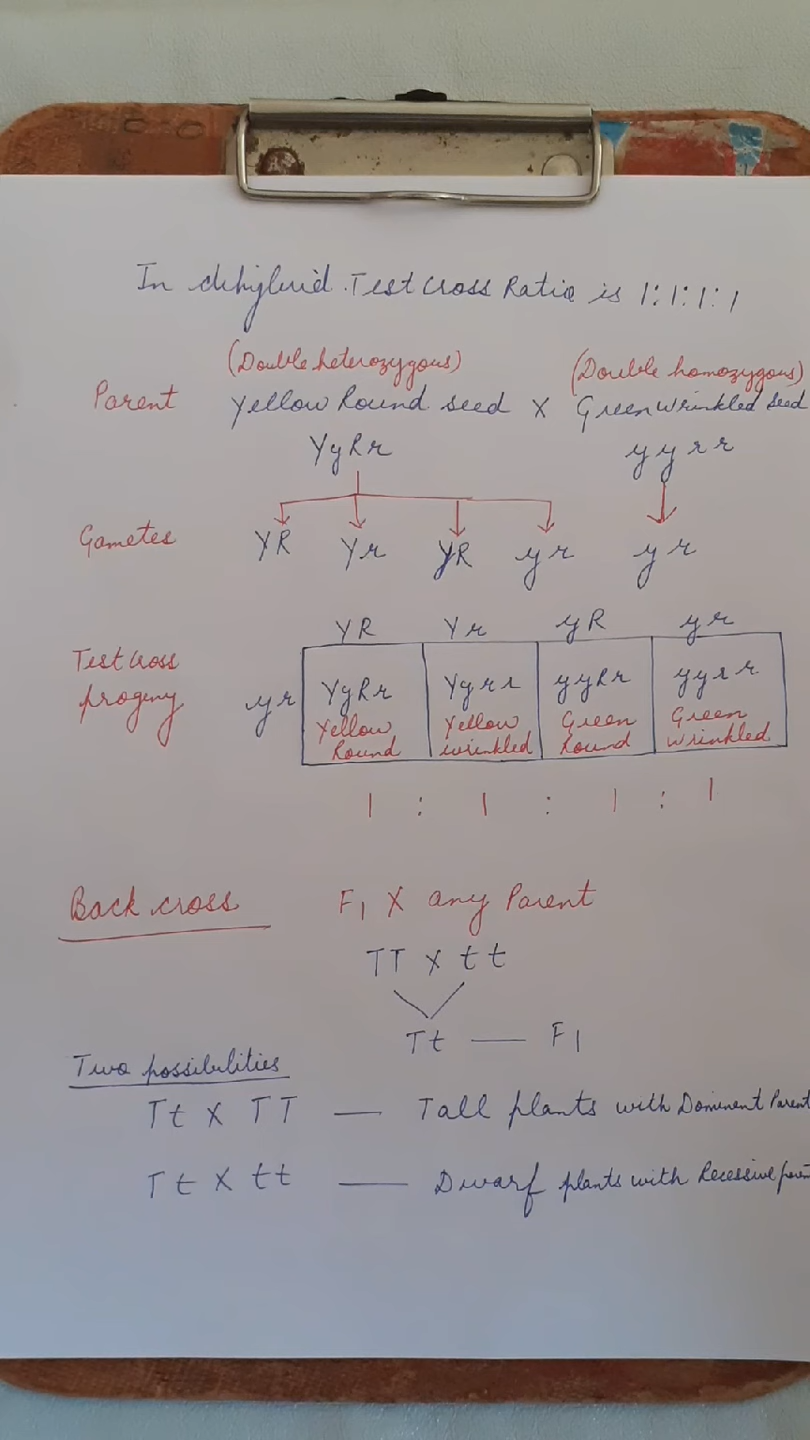 In dihybrid Test Cross Ratio is 1:1:1:1
(Double heterozygous) (Double homozygous)
Parent Yellow Round seed X Green wrinkled seed
YyRr yyrr
Gametes YR Yr yR yr yr
YR Yr yR yr
Test Cross progeny yr YyRr Yyrr yyRr yyrr
Yellow Round Yellow wrinkled Green Round Green wrinkled
1 : 1 : 1 : 1
Back cross F1 X any Parent
TT X tt
Tt — F1
Two possibilities
Tt X TT — Tall plants with Dominent Parent
Tt X tt — Dwarf plants with Recessive